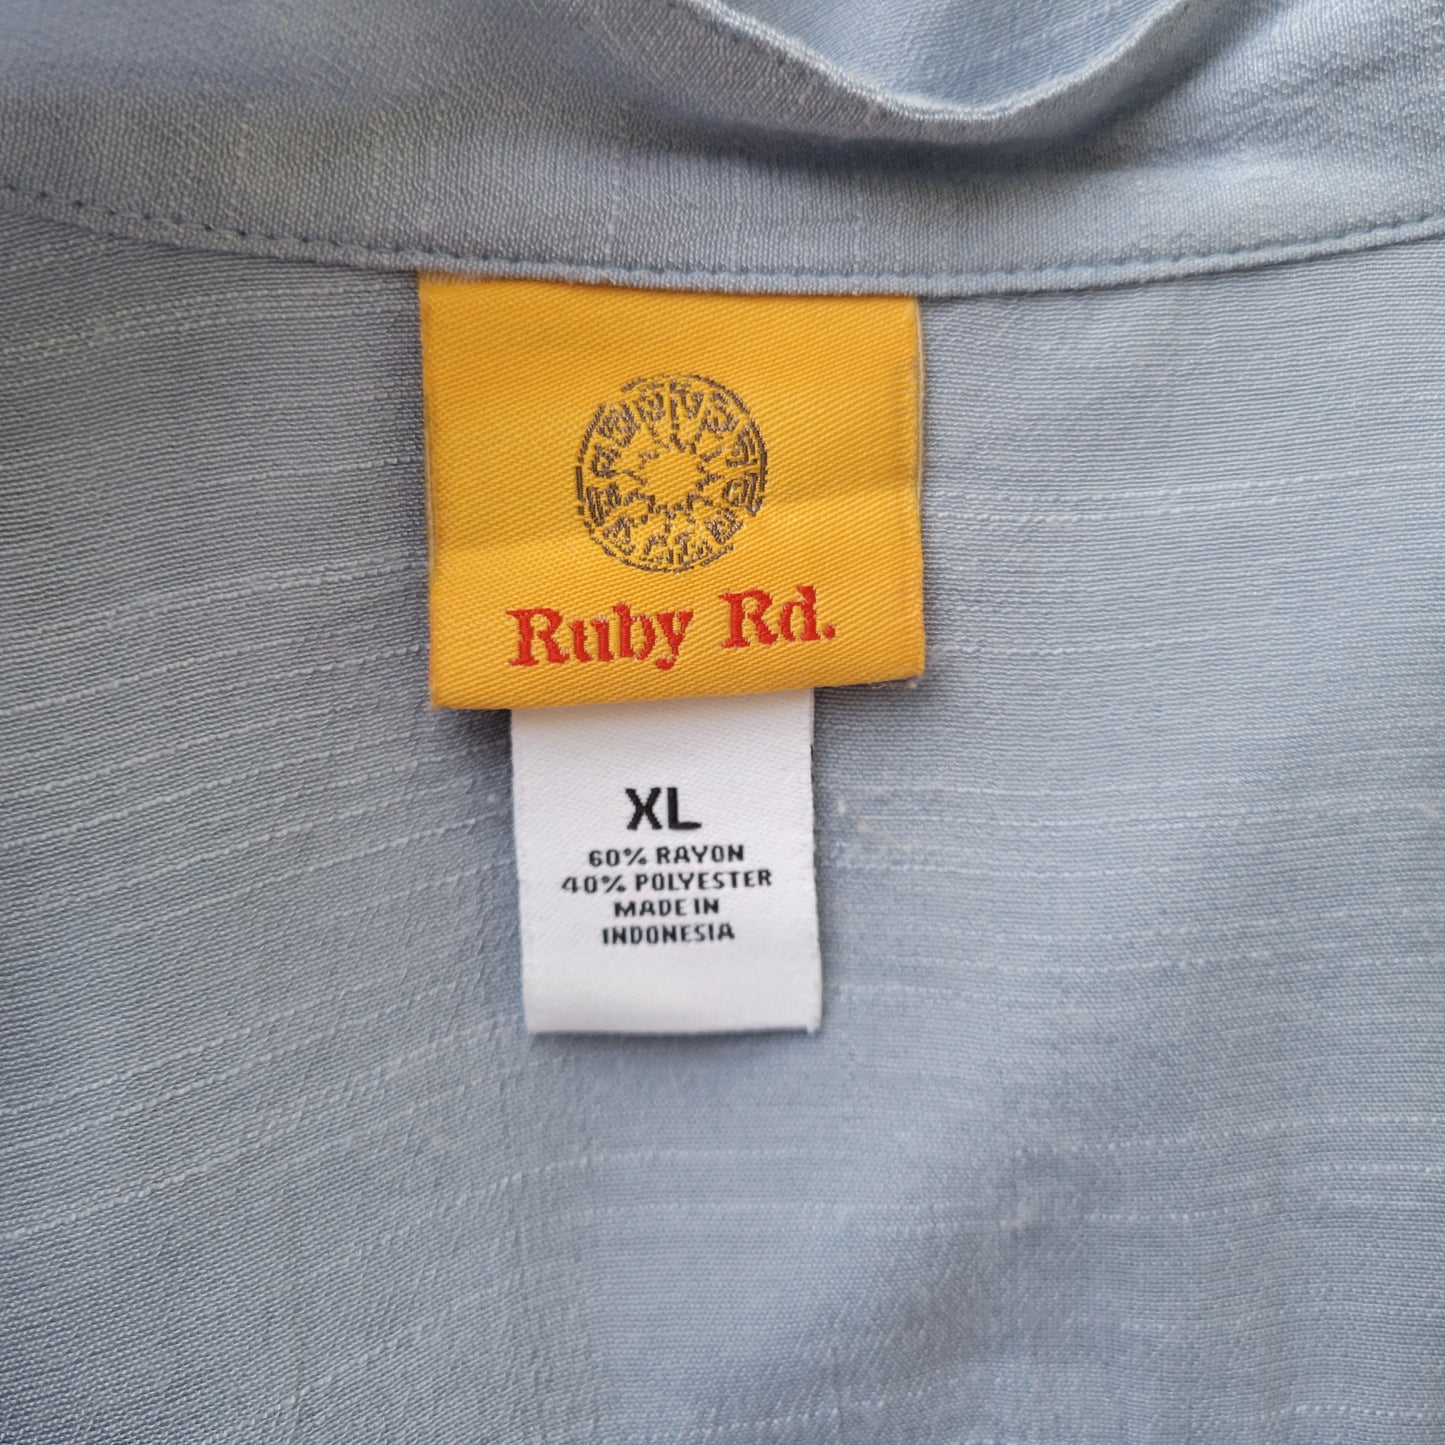 Ruby Rd.
XL
60% RAYON
40% POLYESTER
MADE IN
INDONESIA